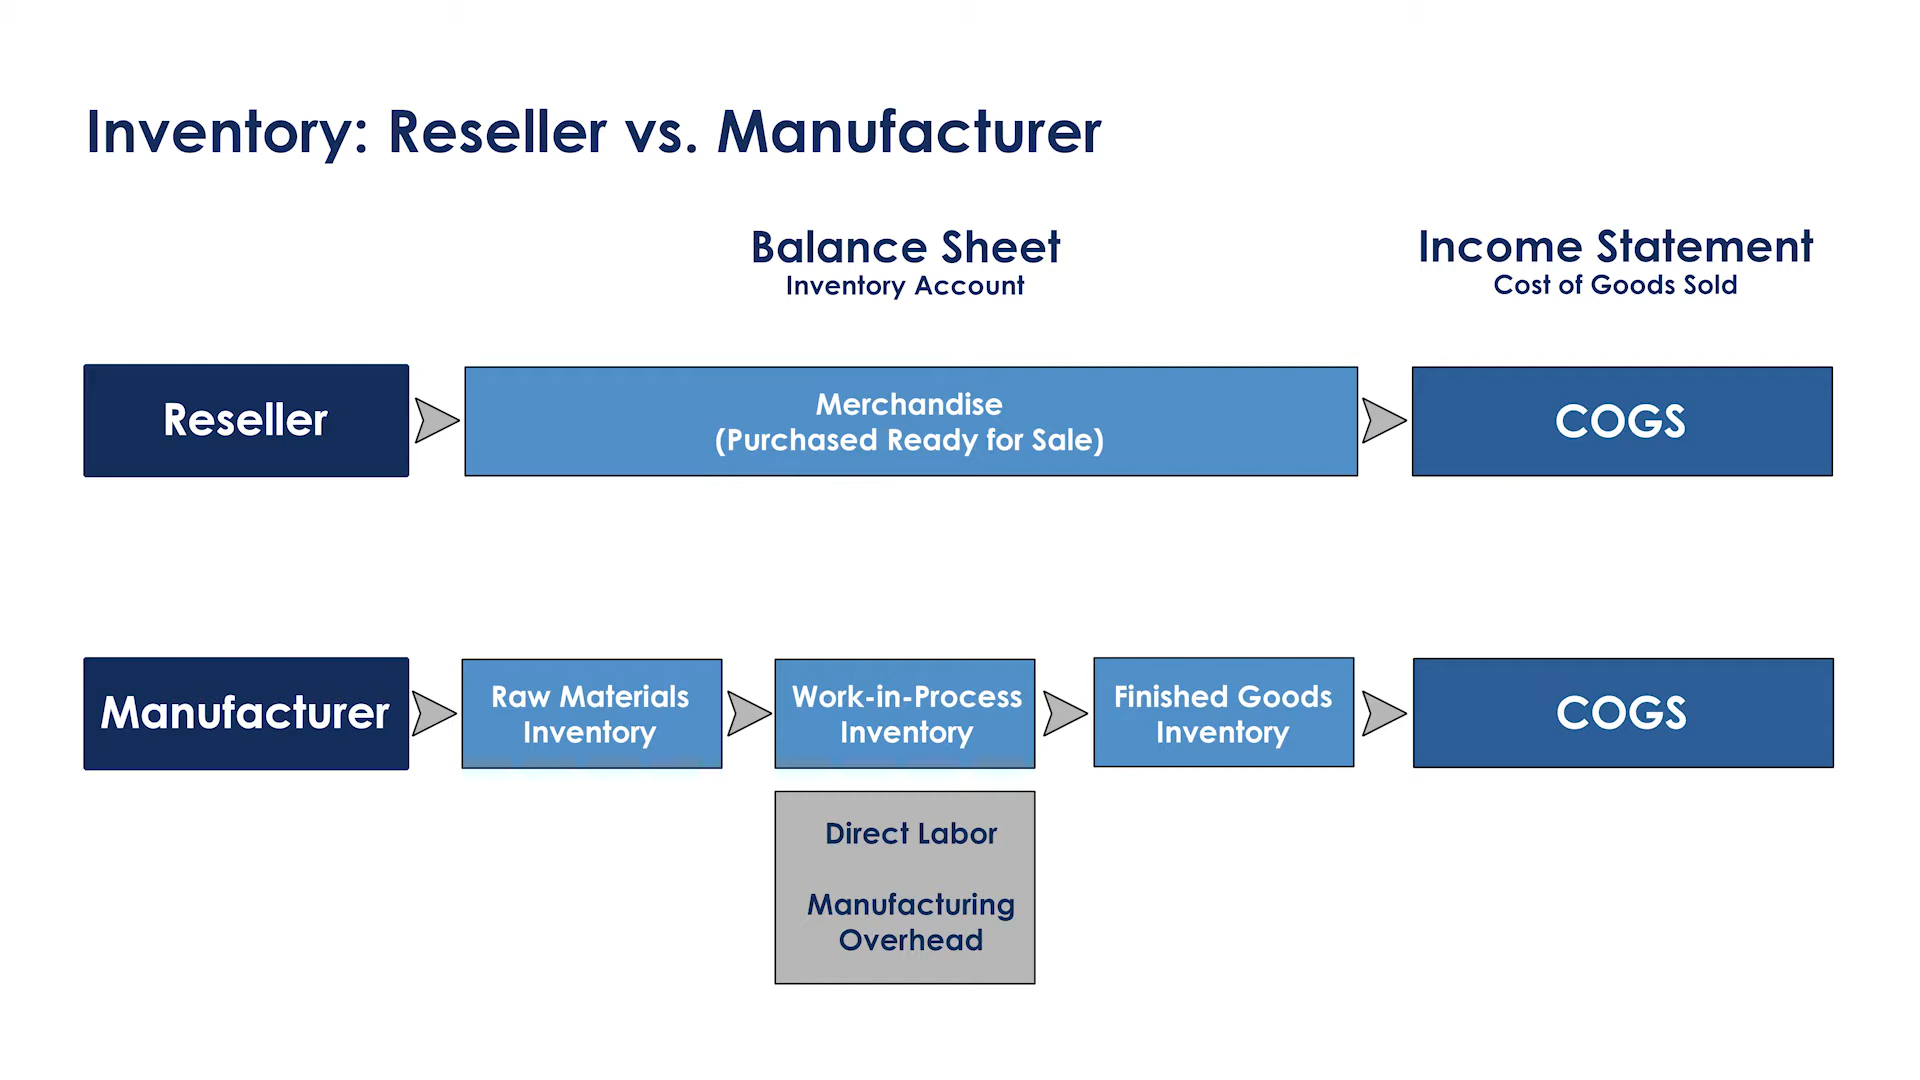 Inventory: Reseller vs. Manufacturer
Balance Sheet
Inventory Account
Income Statement
Cost of Goods Sold
Reseller
Merchandise
(Purchased Ready for Sale)
COGS
Manufacturer
Raw Materials
Inventory
Work-in-Process
Inventory
Finished Goods
Inventory
COGS
Direct Labor
Manufacturing
Overhead